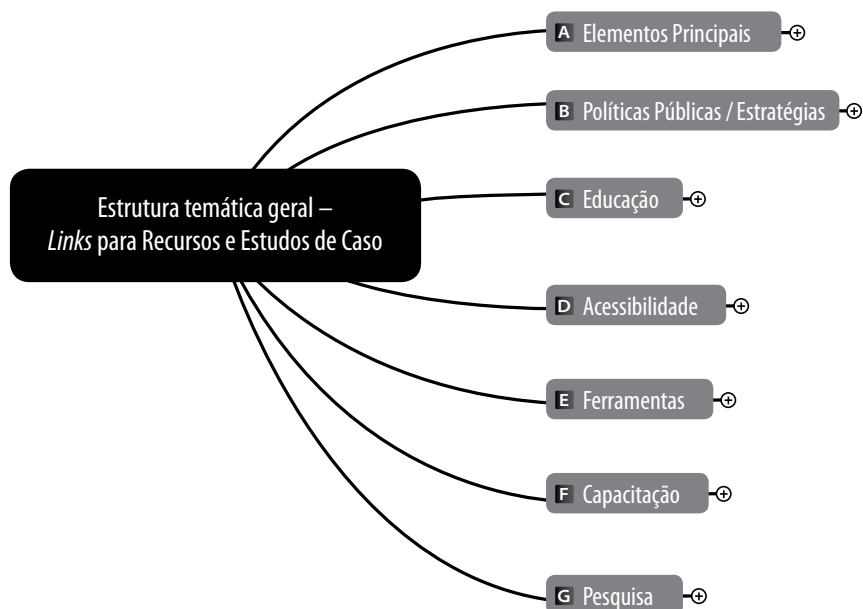 A Elementos Principais
B Políticas Públicas / Estratégias
Estrutura temática geral –
Links para Recursos e Estudos de Caso
C Educação
D Acessibilidade
E Ferramentas
F Capacitação
G Pesquisa